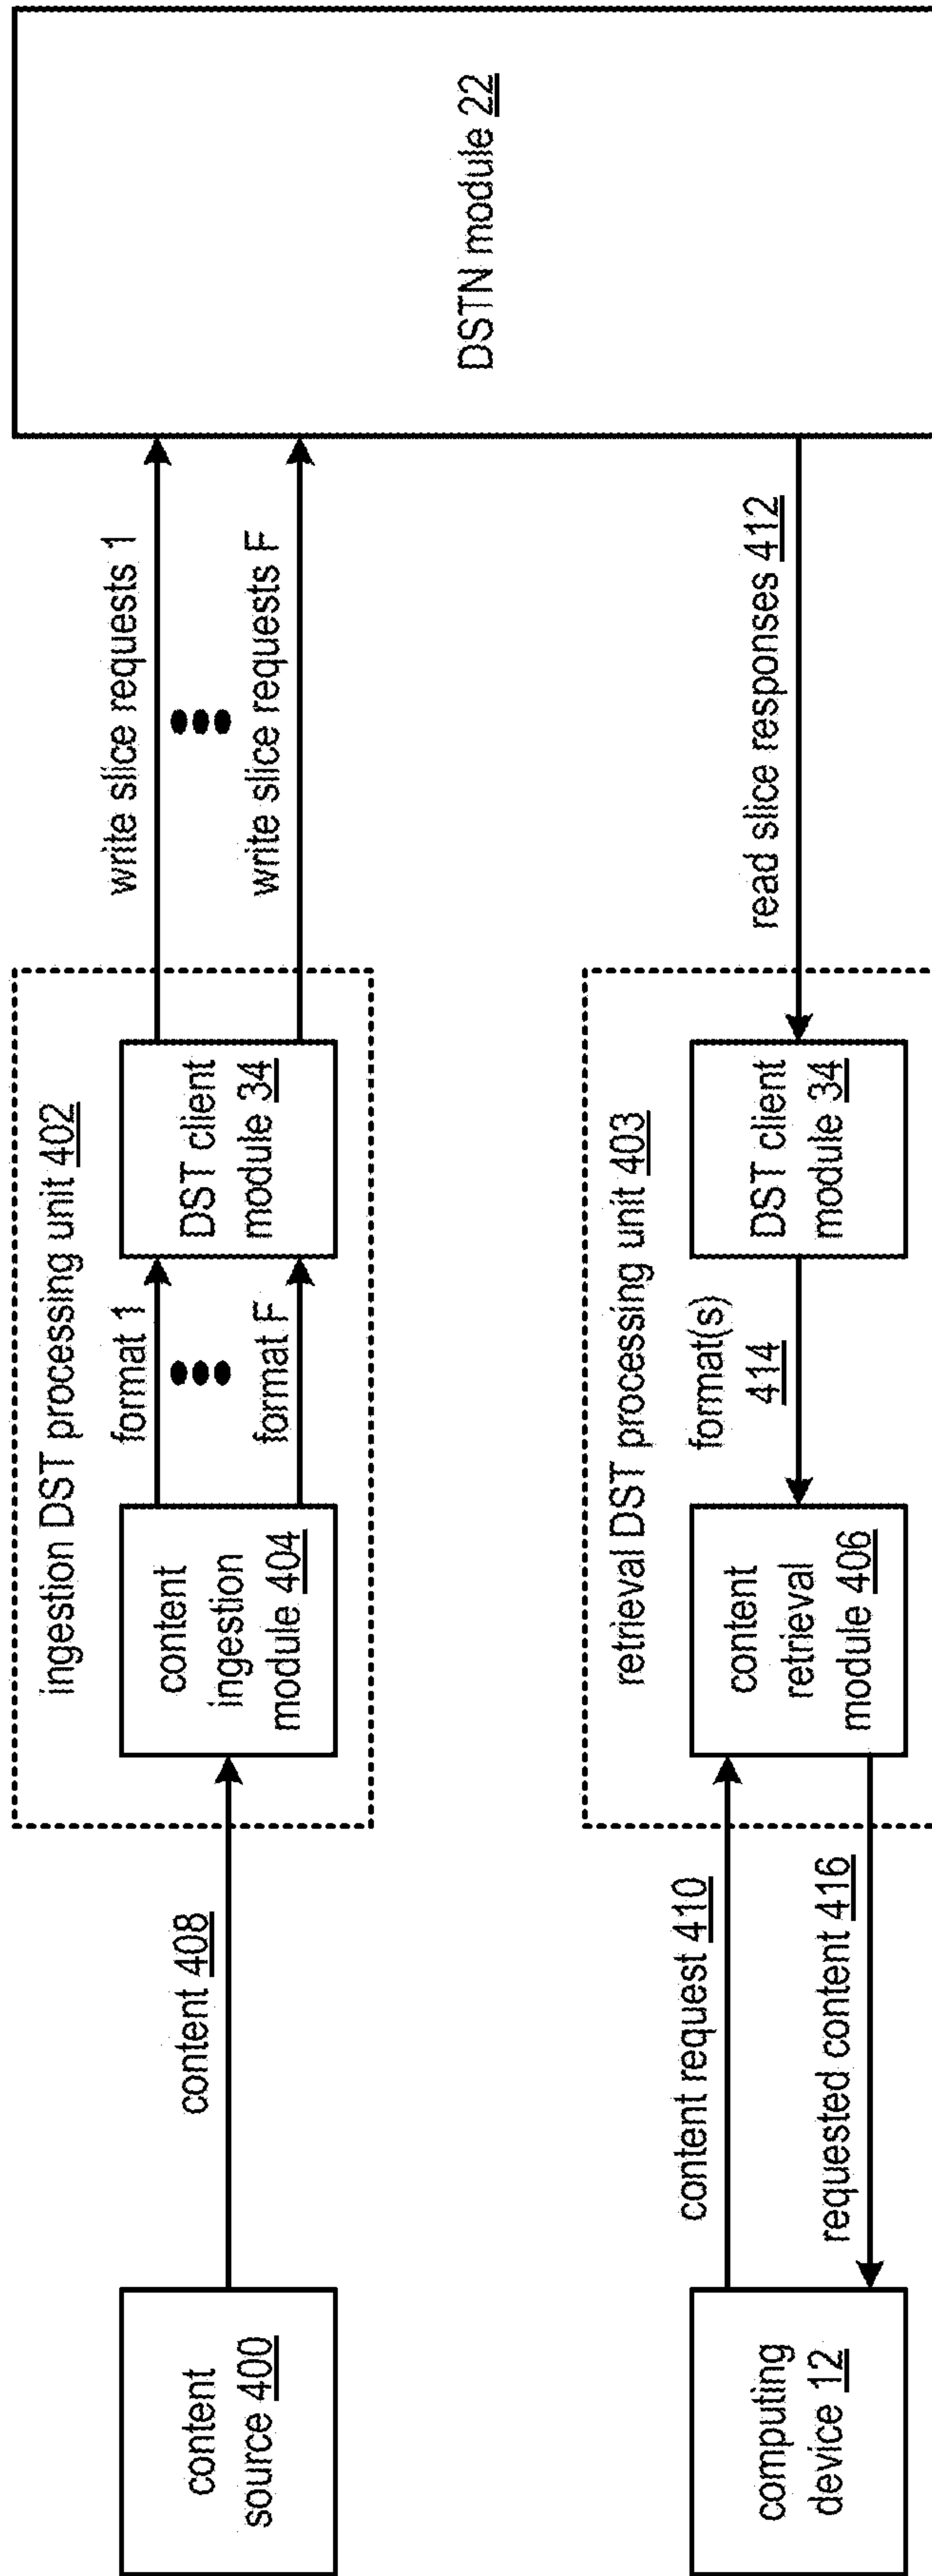 content
source 400
content 408
ingestion DST processing unit 402
content
ingestion
module 404
format 1
format F
DST client
module 34
write slice requests 1
write slice requests F
DSTN module 22
computing
device 12
content request 410
requested content 416
retrieval DST processing unit 403
content
retrieval
module 406
format(s)
414
DST client
module 34
read slice responses 412